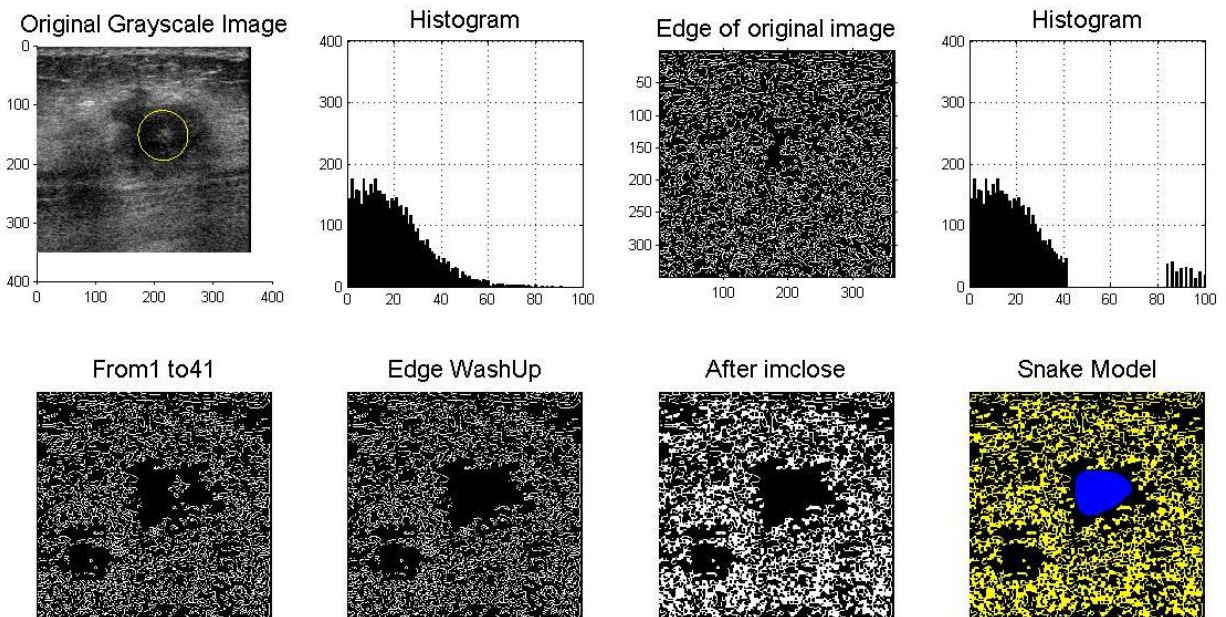 Original Grayscale Image
0
100
200
300
400
0 100 200 300 400
Histogram
400
300
200
100
0
0 20 40 60 80 100
Edge of original image
50
100
150
200
250
300
100 200 300
Histogram
400
300
200
100
0
0 20 40 60 80 100
From1 to41
Edge WashUp
After imclose
Snake Model